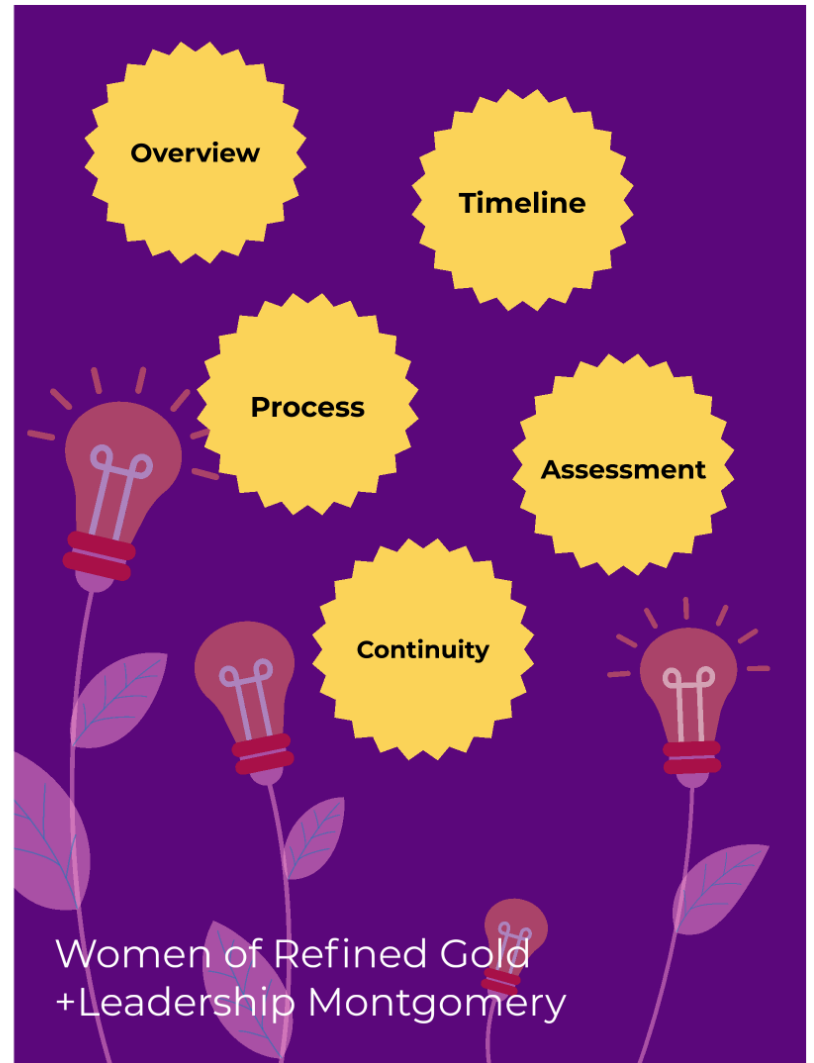 Overview
Timeline
Process
Assessment
Continuity
Women of Refined Gold
+Leadership Montgomery